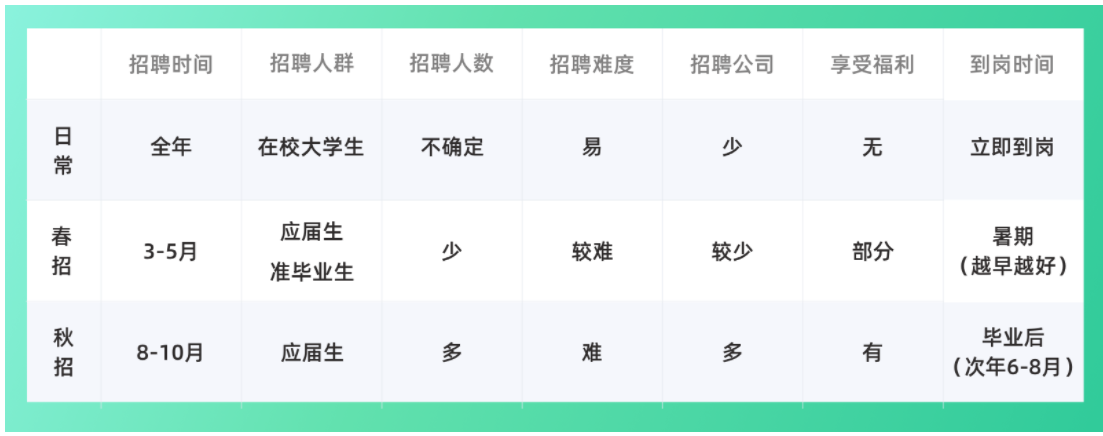 招聘时间 招聘人群 招聘人数 招聘难度 招聘公司 享受福利 到岗时间
日常 全年 在校大学生 不确定 易 少 无 立即到岗
春招 3-5月 应届生 准毕业生 少 较难 较少 部分 暑期（越早越好）
秋招 8-10月 应届生 多 难 多 有 毕业后（次年6-8月）